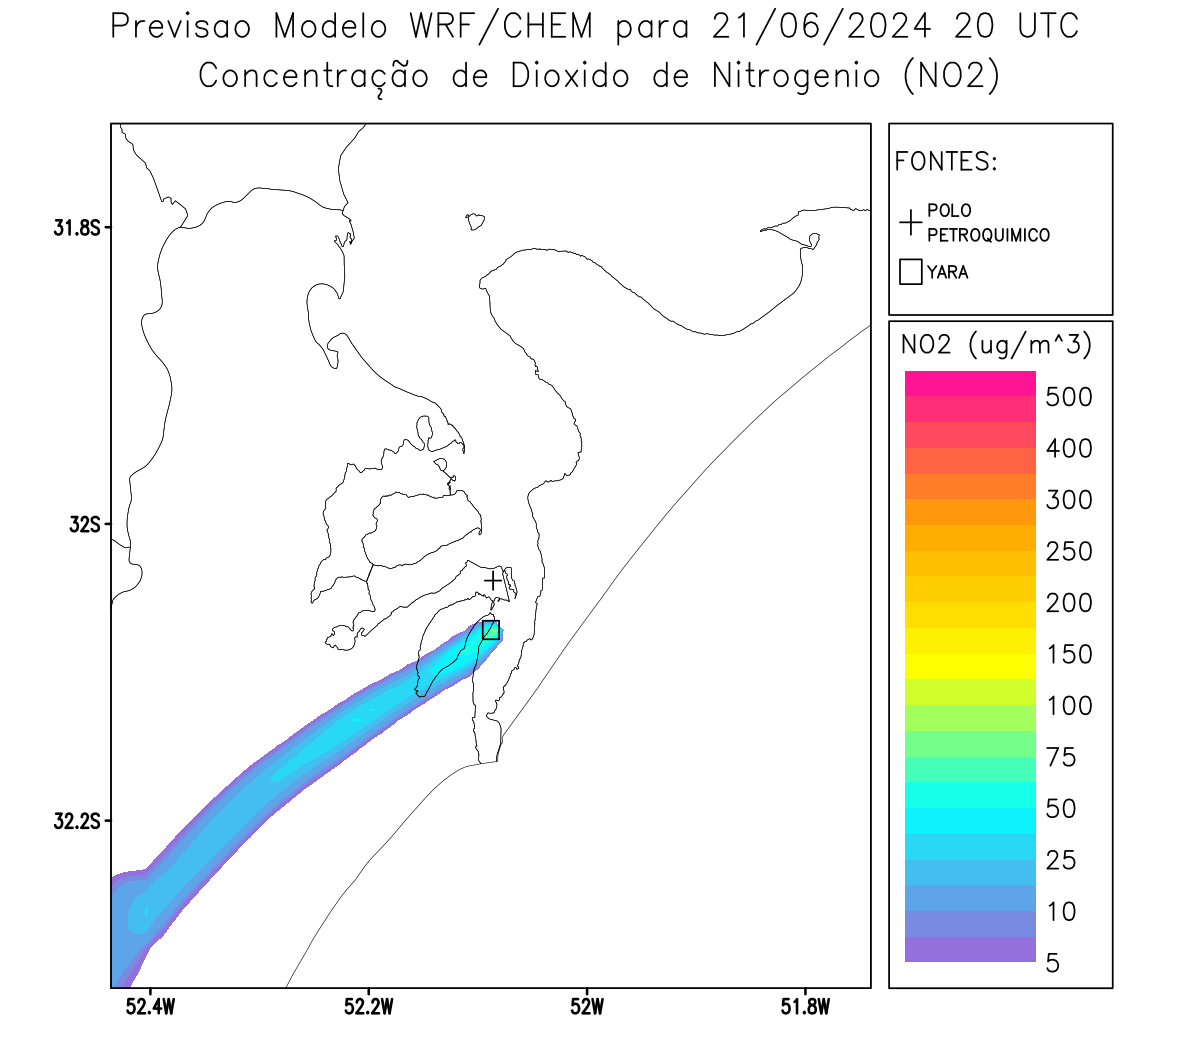 Previsao Modelo WRF/CHEM para 21/06/2024 20 UTC
Concentração de Dioxido de Nitrogenio (NO2)
FONTES:
POLO
PETROQUIMICO
YARA
NO2 (ug/m^3)
500
400
300
250
200
150
100
75
50
25
10
5
31.8S
32S
32.2S
52.4W
52.2W
52W
51.8W